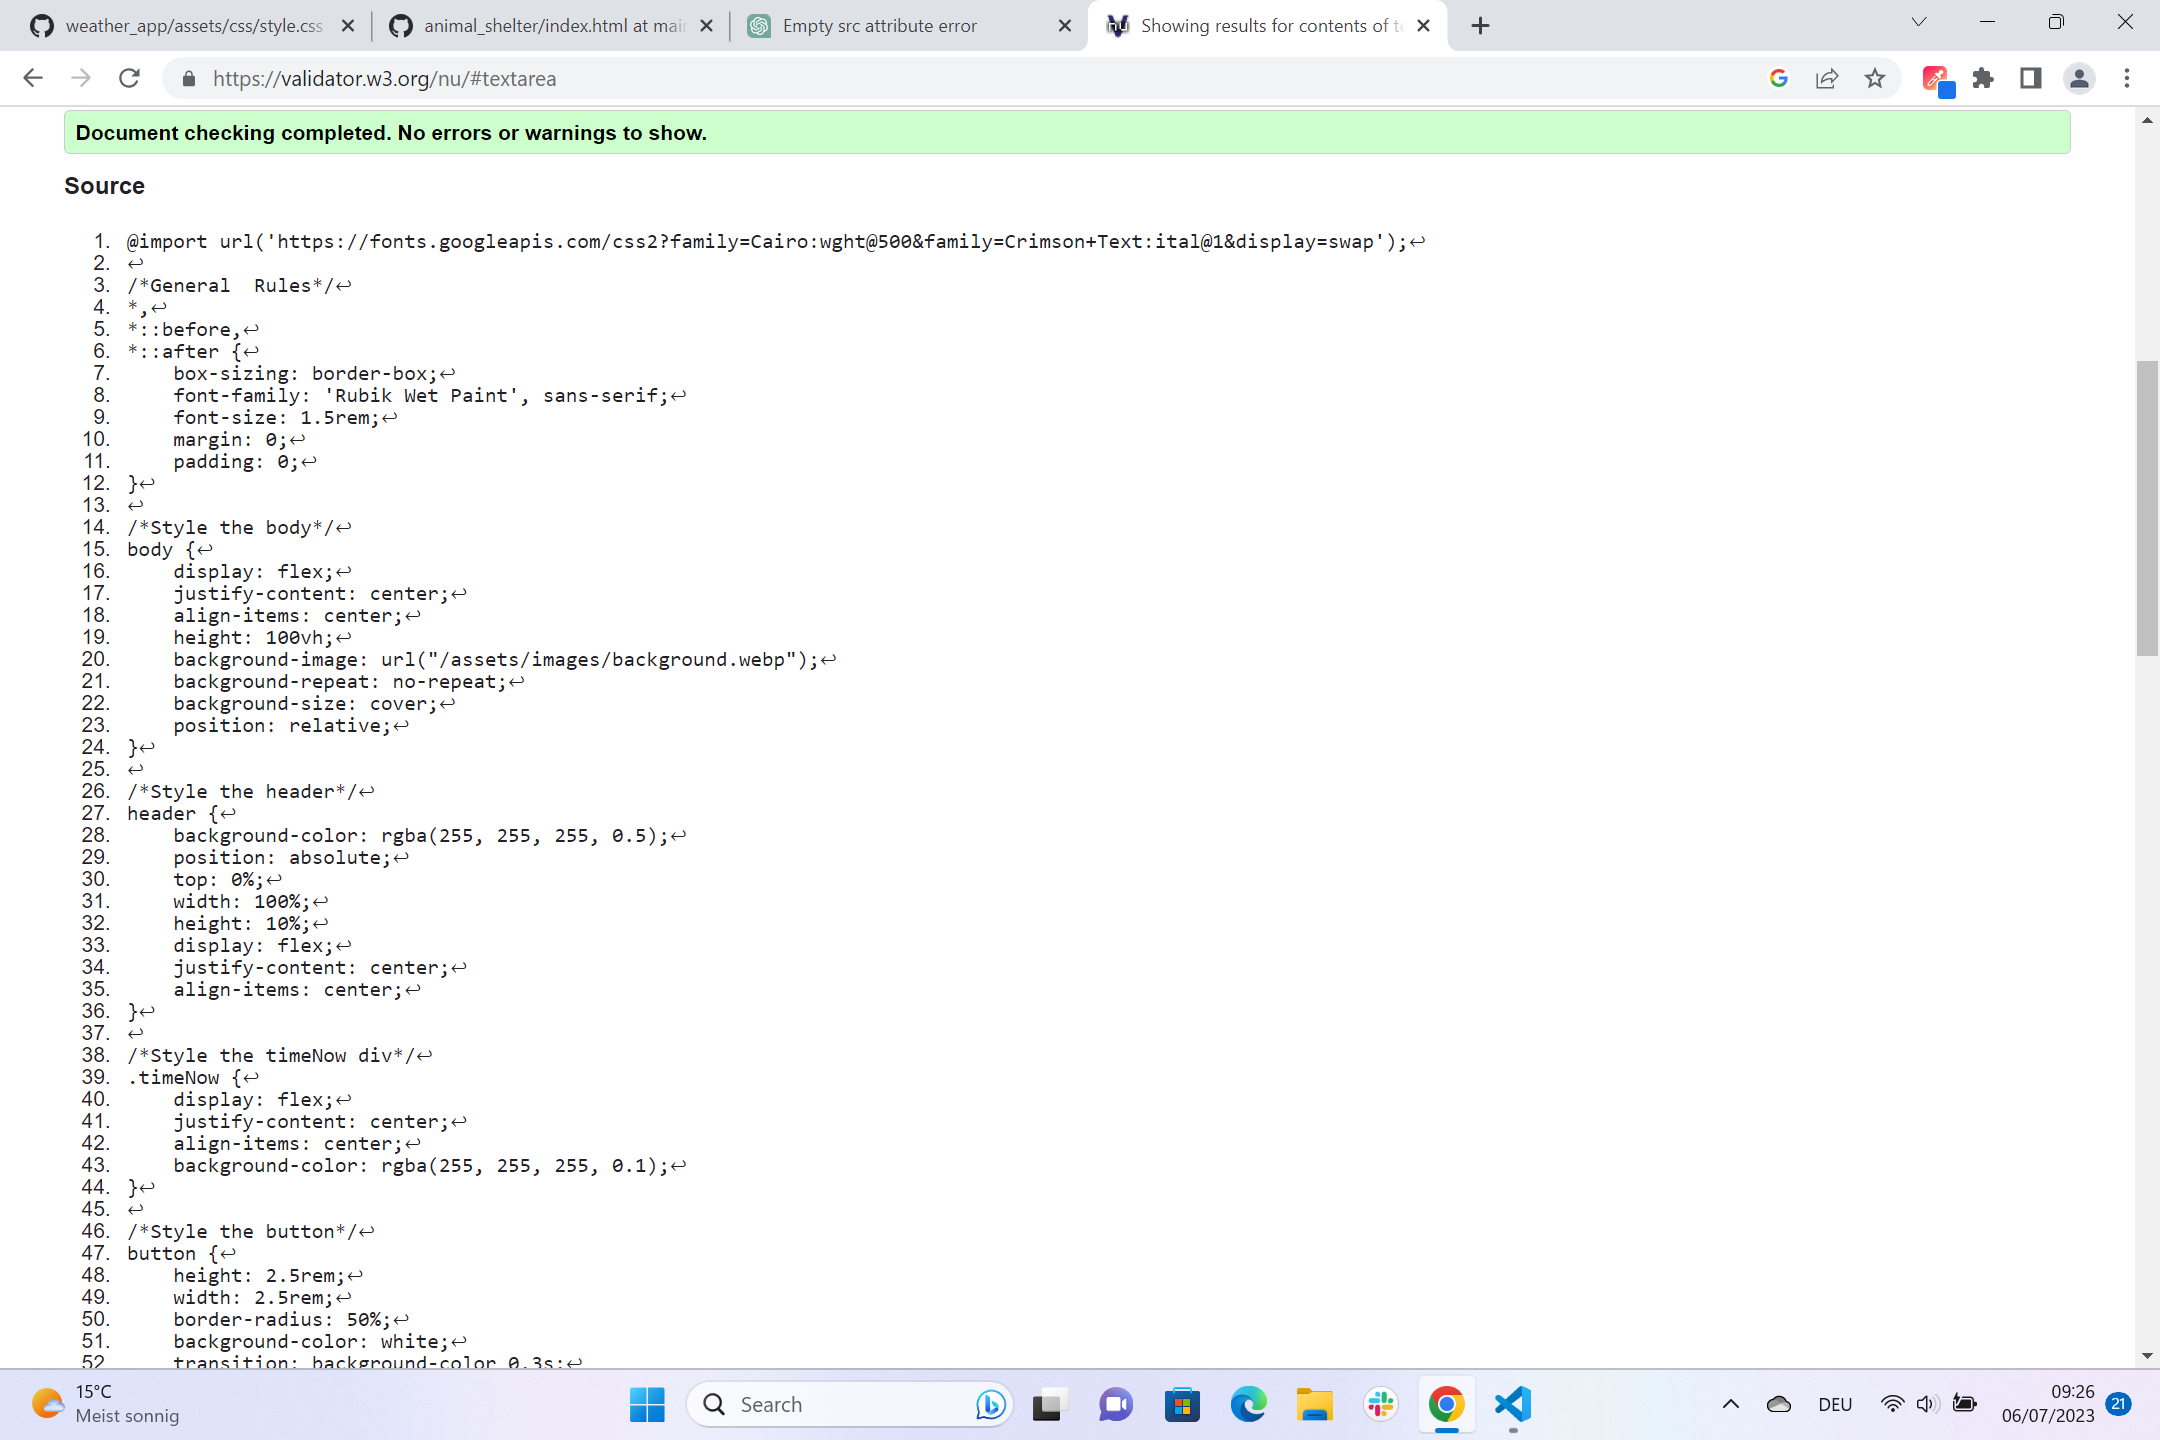 weather_app/assets/css/style.css
animal_shelter/index.html at mai
Empty src attribute error
Showing results for contents of te
https://validator.w3.org/nu/#textarea
Document checking completed. No errors or warnings to show.
Source
1. @import url('https://fonts.googleapis.com/css2?family=Cairo:wght@500&family=Crimson+Text:ital@1&display=swap');↩
2. ↩
3. /*General  Rules*/↩
4. *,↩
5. *::before,↩
6. *::after {↩
7.     box-sizing: border-box;↩
8.     font-family: 'Rubik Wet Paint', sans-serif;↩
9.     font-size: 1.5rem;↩
10.     margin: 0;↩
11.     padding: 0;↩
12. }↩
13. ↩
14. /*Style the body*/↩
15. body {↩
16.     display: flex;↩
17.     justify-content: center;↩
18.     align-items: center;↩
19.     height: 100vh;↩
20.     background-image: url("/assets/images/background.webp");↩
21.     background-repeat: no-repeat;↩
22.     background-size: cover;↩
23.     position: relative;↩
24. }↩
25. ↩
26. /*Style the header*/↩
27. header {↩
28.     background-color: rgba(255, 255, 255, 0.5);↩
29.     position: absolute;↩
30.     top: 0%;↩
31.     width: 100%;↩
32.     height: 10%;↩
33.     display: flex;↩
34.     justify-content: center;↩
35.     align-items: center;↩
36. }↩
37. ↩
38. /*Style the timeNow div*/↩
39. .timeNow {↩
40.     display: flex;↩
41.     justify-content: center;↩
42.     align-items: center;↩
43.     background-color: rgba(255, 255, 255, 0.1);↩
44. }↩
45. ↩
46. /*Style the button*/↩
47. button {↩
48.     height: 2.5rem;↩
49.     width: 2.5rem;↩
50.     border-radius: 50%;↩
51.     background-color: white;↩
52.     transition: background-color 0.3s;↩
15°C
Meist sonnig
Search
DEU
09:26
06/07/2023
21